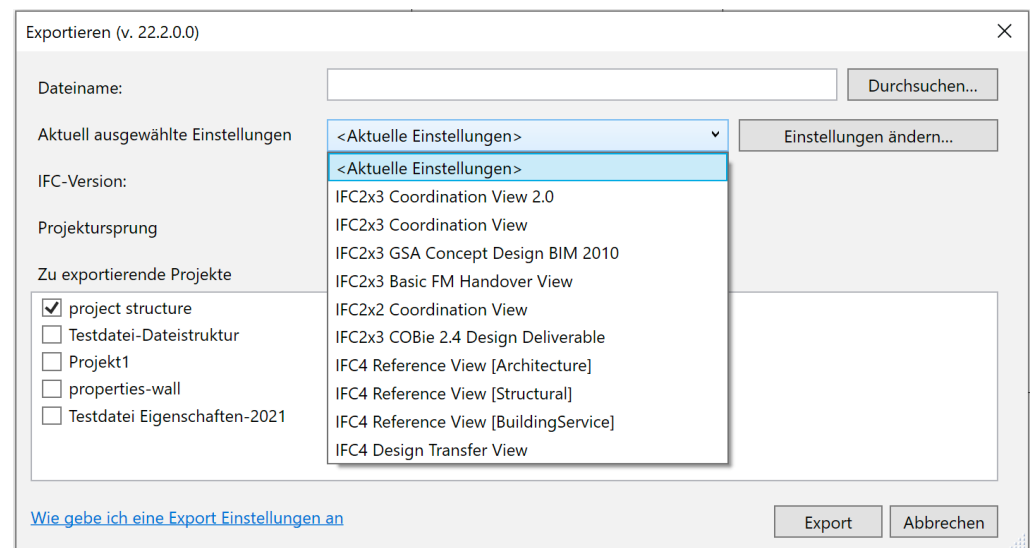 Exportieren (v. 22.2.0.0)
Dateiname:
Durchsuchen...
Aktuell ausgewählte Einstellungen
<Aktuelle Einstellungen>
Einstellungen ändern...
<Aktuelle Einstellungen>
IFC-Version:
IFC2x3 Coordination View 2.0
IFC2x3 Coordination View
Projektursprung
IFC2x3 GSA Concept Design BIM 2010
Zu exportierende Projekte
IFC2x3 Basic FM Handover View
project structure
IFC2x2 Coordination View
Testdatei-Dateistruktur
IFC2x3 COBie 2.4 Design Deliverable
Projekt1
IFC4 Reference View [Architecture]
properties-wall
IFC4 Reference View [Structural]
Testdatei Eigenschaften-2021
IFC4 Reference View [BuildingService]
IFC4 Design Transfer View
Wie gebe ich eine Export Einstellungen an
Export
Abbrechen